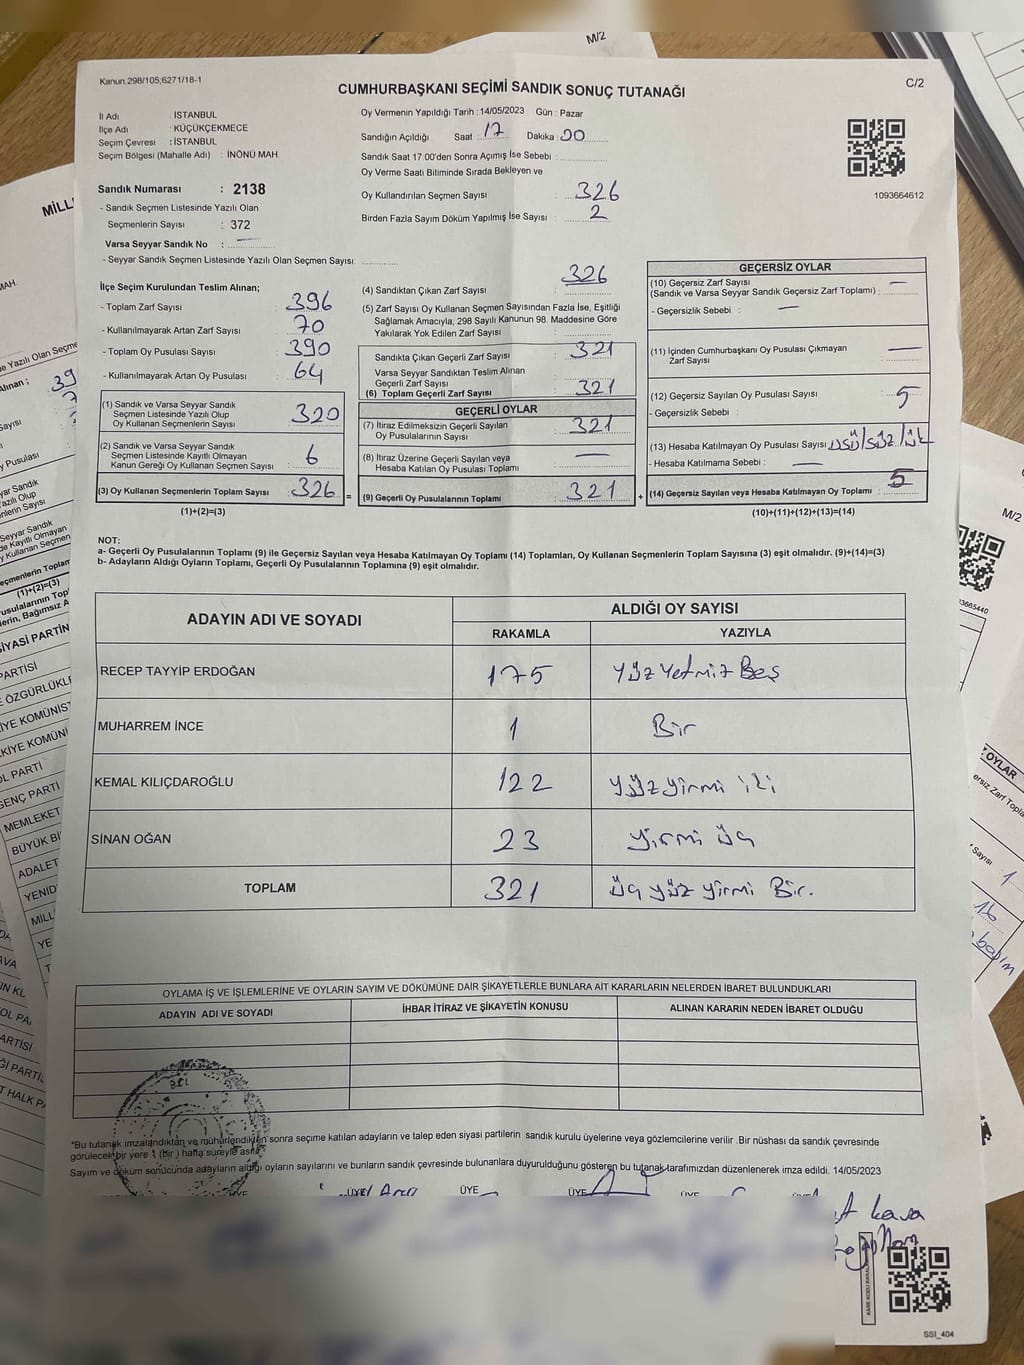 M/2
Kanun,298/105;6271/18-1
CUMHURBAŞKANI SEÇİMİ SANDIK SONUÇ TUTANAĞI
C/2
İl Adı : İSTANBUL
İlçe Adı : KÜÇÜKÇEKMECE
Seçim Çevresi : İSTANBUL
Seçim Bölgesi (Mahalle Adı) : İNÖNÜ MAH.
Oy Vermenin Yapıldığı Tarih :14/05/2023 Gün : Pazar
Sandığın Açıldığı Saat : 17 Dakika : 20
Sandık Saat 17:00'den Sonra Açılmış İse Sebebi :
Oy Verme Saati Bitiminde Sırada Bekleyen ve
Oy Kullandırılan Seçmen Sayısı : 326
Birden Fazla Sayım Döküm Yapılmış İse Sayısı : 2
1093664612
Sandık Numarası : 2138
- Sandık Seçmen Listesinde Yazılı Olan
Seçmenlerin Sayısı : 372
Varsa Seyyar Sandık No : —
- Seyyar Sandık Seçmen Listesinde Yazılı Olan Seçmen Sayısı:
İlçe Seçim Kurulundan Teslim Alınan;
- Toplam Zarf Sayısı : 396
- Kullanılmayarak Artan Zarf Sayısı : 70
- Toplam Oy Pusulası Sayısı : 390
- Kullanılmayarak Artan Oy Pusulası : 64
(1) Sandık ve Varsa Seyyar Sandık
Seçmen Listesinde Yazılı Olup
Oy Kullanan Seçmenlerin Sayısı : 320
(2) Sandık ve Varsa Seyyar Sandık
Seçmen Listesinde Kayıtlı Olmayan
Kanun Gereği Oy Kullanan Seçmen Sayısı : 6
(3) Oy Kullanan Seçmenlerin Toplam Sayısı : 326 =
(1)+(2)=(3)
(4) Sandıktan Çıkan Zarf Sayısı : 326
(5) Zarf Sayısı Oy Kullanan Seçmen Sayısından Fazla İse, Eşitliği
Sağlamak Amacıyla, 298 Sayılı Kanunun 98. Maddesine Göre
Yakılarak Yok Edilen Zarf Sayısı :
Sandıkta Çıkan Geçerli Zarf Sayısı : 321
Varsa Seyyar Sandıktan Teslim Alınan
Geçerli Zarf Sayısı :
(6) Toplam Geçerli Zarf Sayısı : 321
GEÇERLİ OYLAR
(7) İtiraz Edilmeksizin Geçerli Sayılan
Oy Pusulalarının Sayısı : 321
(8) İtiraz Üzerine Geçerli Sayılan veya
Hesaba Katılan Oy Pusulası Toplamı : —
(9) Geçerli Oy Pusulalarının Toplamı : 321 +
GEÇERSİZ OYLAR
(10) Geçersiz Zarf Sayısı
(Sandık ve Varsa Seyyar Sandık Geçersiz Zarf Toplamı) : —
- Geçersizlik Sebebi : —
(11) İçinden Cumhurbaşkanı Oy Pusulası Çıkmayan
Zarf Sayısı : —
(12) Geçersiz Sayılan Oy Pusulası Sayısı : 5
- Geçersizlik Sebebi :
(13) Hesaba Katılmayan Oy Pusulası Sayısı :
- Hesaba Katılmama Sebebi : —
(14) Geçersiz Sayılan veya Hesaba Katılmayan Oy Toplamı : 5
(10)+(11)+(12)+(13)=(14)
NOT:
a- Geçerli Oy Pusulalarının Toplamı (9) ile Geçersiz Sayılan veya Hesaba Katılmayan Oy Toplamı (14) Toplamları, Oy Kullanan Seçmenlerin Toplam Sayısına (3) eşit olmalıdır. (9)+(14)=(3)
b- Adayların Aldığı Oyların Toplamı, Geçerli Oy Pusulalarının Toplamına (9) eşit olmalıdır.
ADAYIN ADI VE SOYADI
ALDIĞI OY SAYISI
RAKAMLA YAZIYLA
RECEP TAYYİP ERDOĞAN 175 Yüz Yetmiz Beş
MUHARREM İNCE 1 Bir
KEMAL KILIÇDAROĞLU 122 yüz yirmi iki
SİNAN OĞAN 23 yirmi üç
TOPLAM 321 üç yüz yirmi Bir.
OYLAMA İŞ VE İŞLEMLERİNE VE OYLARIN SAYIM VE DÖKÜMÜNE DAİR ŞİKAYETLERLE BUNLARA AİT KARARLARIN NELERDEN İBARET BULUNDUKLARI
ADAYIN ADI VE SOYADI İHBAR İTİRAZ VE ŞİKAYETİN KONUSU ALINAN KARARIN NEDEN İBARET OLDUĞU
*Bu tutanak imzalandıktan ve mühürlendikten sonra seçime katılan adayların ve talep eden siyasi partilerin sandık kurulu üyelerine veya gözlemcilerine verilir .Bir nüshası da sandık çevresinde
görülecek bir yere 1 (bir) hafta süreyle asılır
Sayım ve döküm sonucunda adayların aldığı oyların sayılarını ve bunların sandık çevresinde bulunanlara duyurulduğunu gösteren bu tutanak tarafımızdan düzenlenerek imza edildi. 14/05/2023
ÜYE ÜYE ÜYE ÜYE
SSI_404
M/2